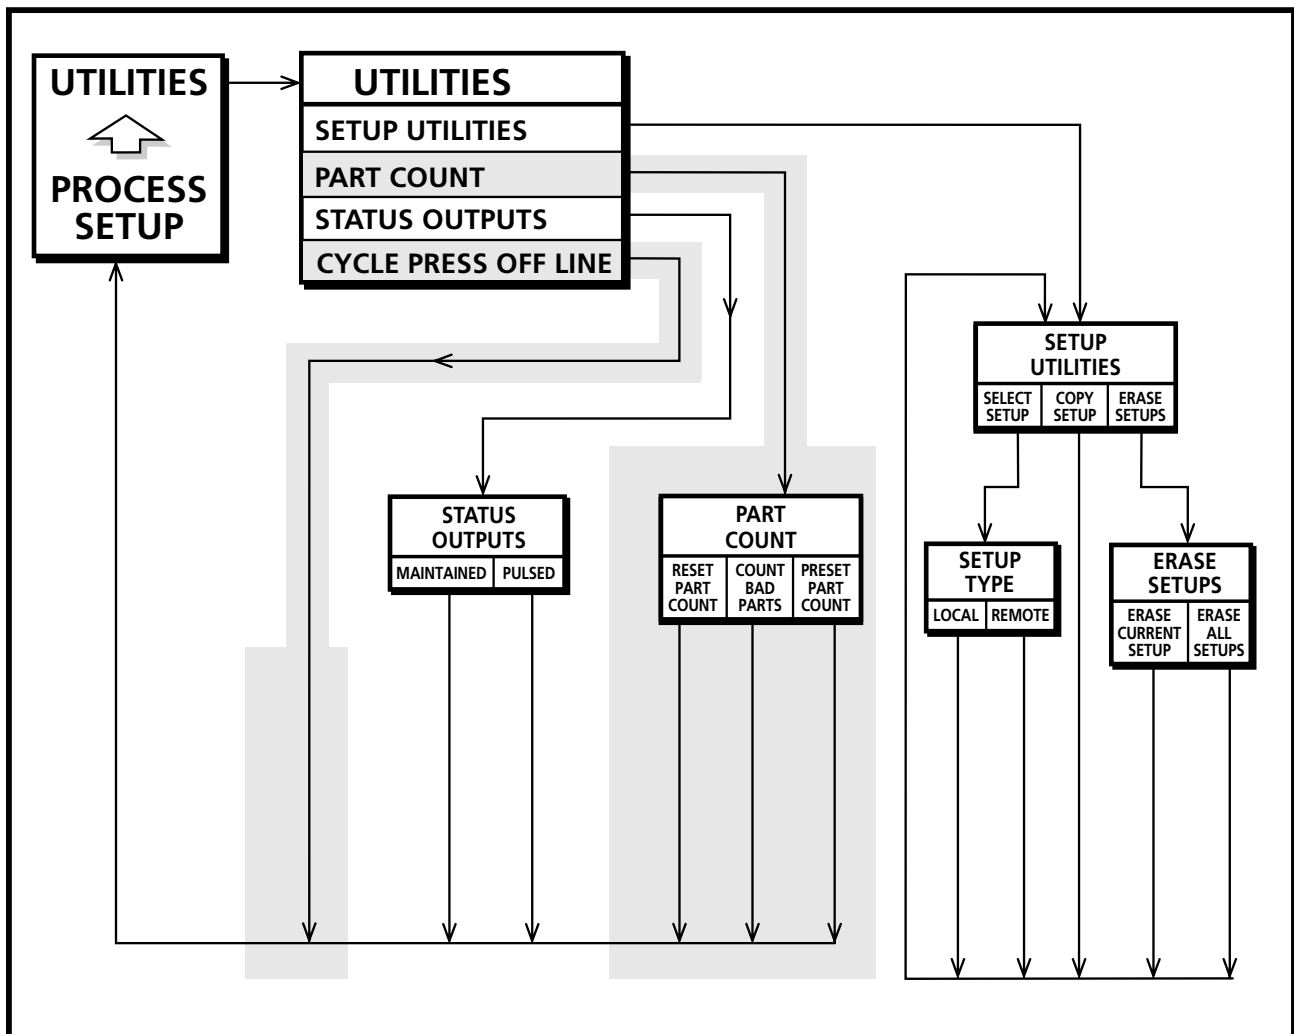 UTILITIES
PROCESS
SETUP
UTILITIES
SETUP UTILITIES
PART COUNT
STATUS OUTPUTS
CYCLE PRESS OFF LINE
SETUP
UTILITIES
SELECT
SETUP
COPY
SETUP
ERASE
SETUPS
STATUS
OUTPUTS
MAINTAINED
PULSED
PART
COUNT
RESET
PART
COUNT
COUNT
BAD
PARTS
PRESET
PART
COUNT
SETUP
TYPE
LOCAL
REMOTE
ERASE
SETUPS
ERASE
CURRENT
SETUP
ERASE
ALL
SETUPS